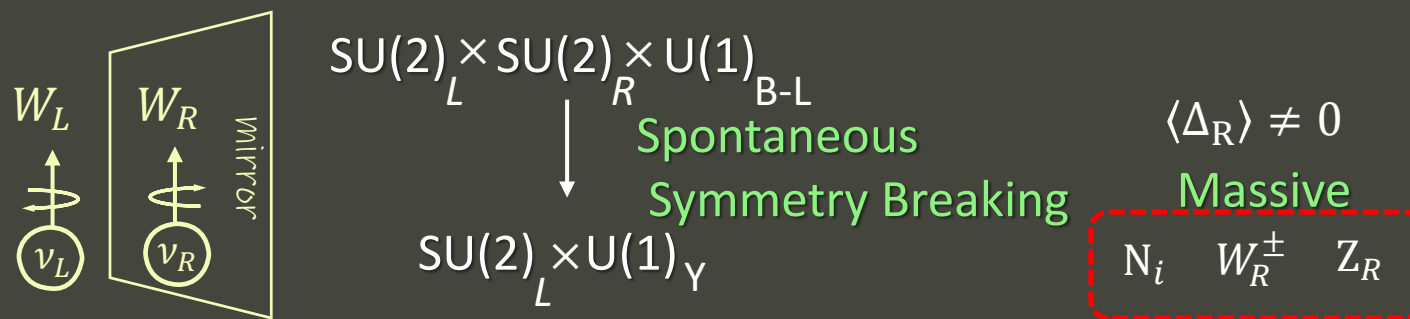 W_L
W_R
mirror
ν_L
ν_R
SU(2)_L × SU(2)_R × U(1)_B-L
Spontaneous
Symmetry Breaking
SU(2)_L × U(1)_Y
⟨Δ_R⟩ ≠ 0
Massive
N_i W_R^± Z_R